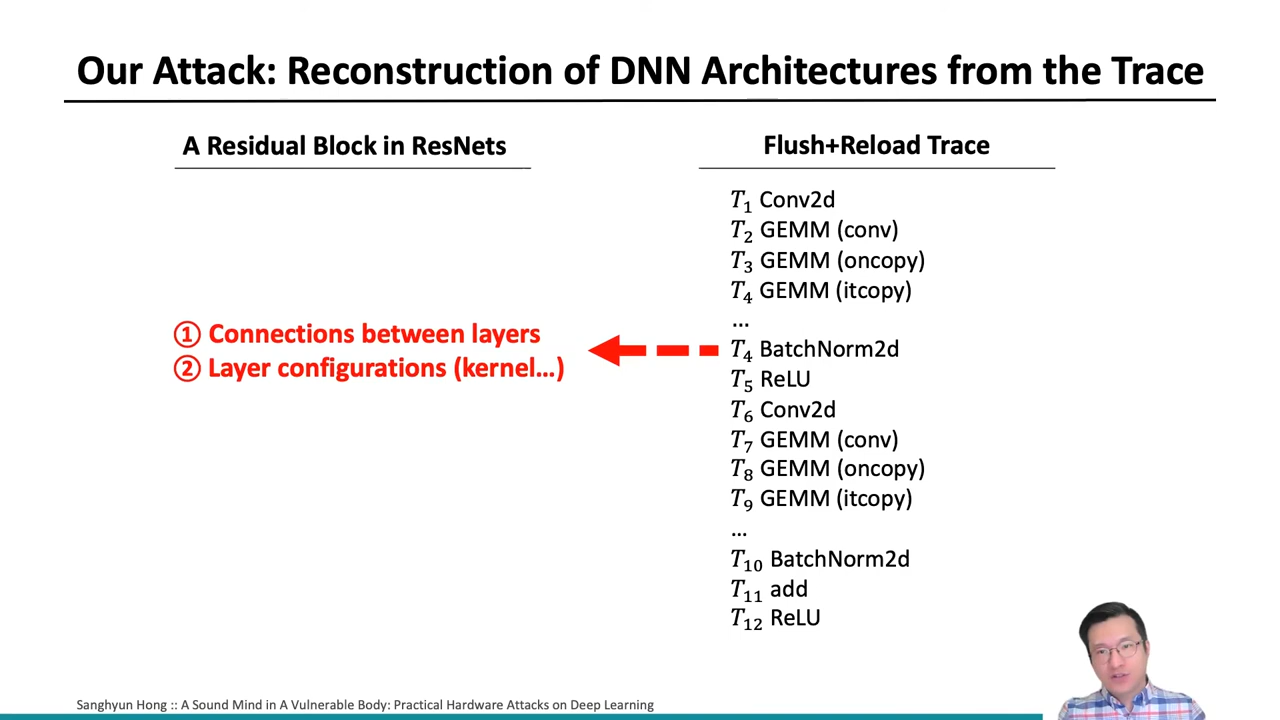 Our Attack: Reconstruction of DNN Architectures from the Trace
A Residual Block in ResNets
① Connections between layers
② Layer configurations (kernel...)
Flush+Reload Trace
T₁ Conv2d
T₂ GEMM (conv)
T₃ GEMM (oncopy)
T₄ GEMM (itcopy)
...
T₄ BatchNorm2d
T₅ ReLU
T₆ Conv2d
T₇ GEMM (conv)
T₈ GEMM (oncopy)
T₉ GEMM (itcopy)
...
T₁₀ BatchNorm2d
T₁₁ add
T₁₂ ReLU
Sanghyun Hong :: A Sound Mind in A Vulnerable Body: Practical Hardware Attacks on Deep Learning